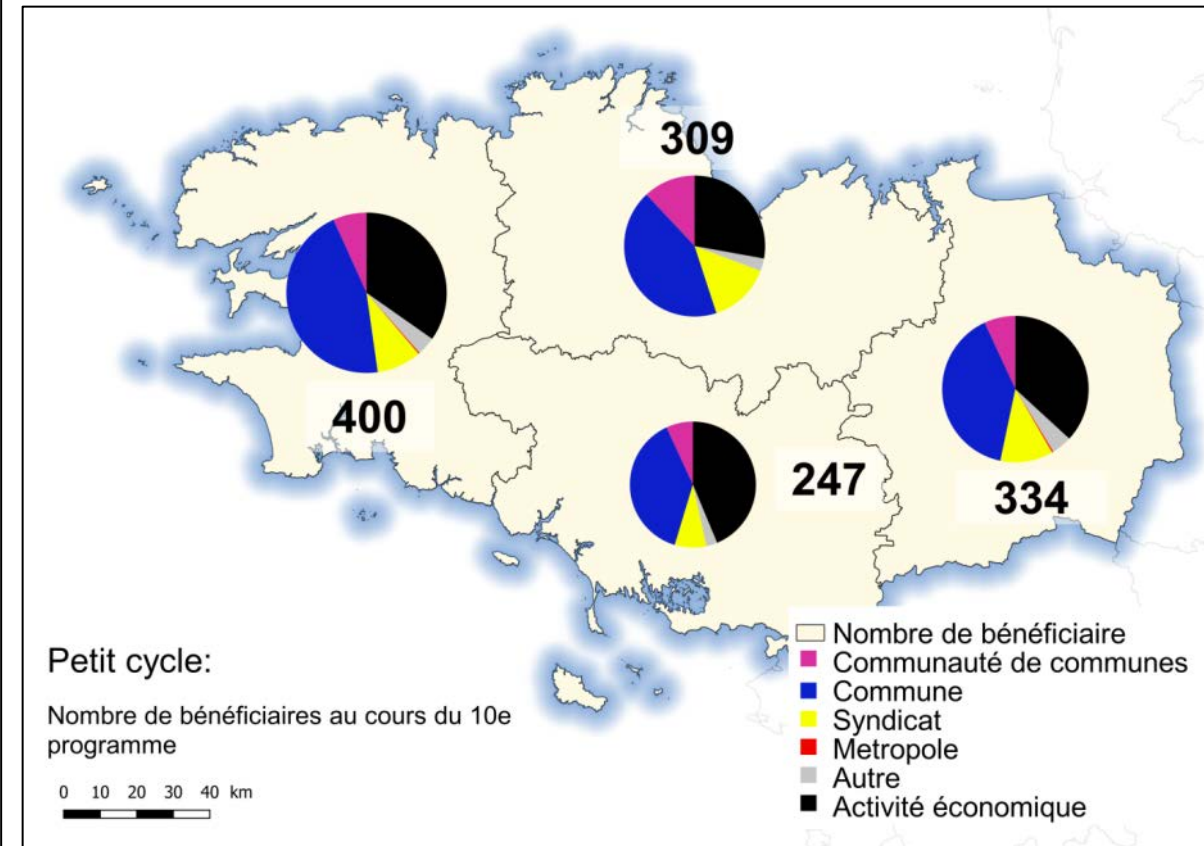 309
400
247
334
Petit cycle:
Nombre de bénéficiaires au cours du 10e
programme
0 10 20 30 40 km
Nombre de bénéficiaire
Communauté de communes
Commune
Syndicat
Metropole
Autre
Activité économique